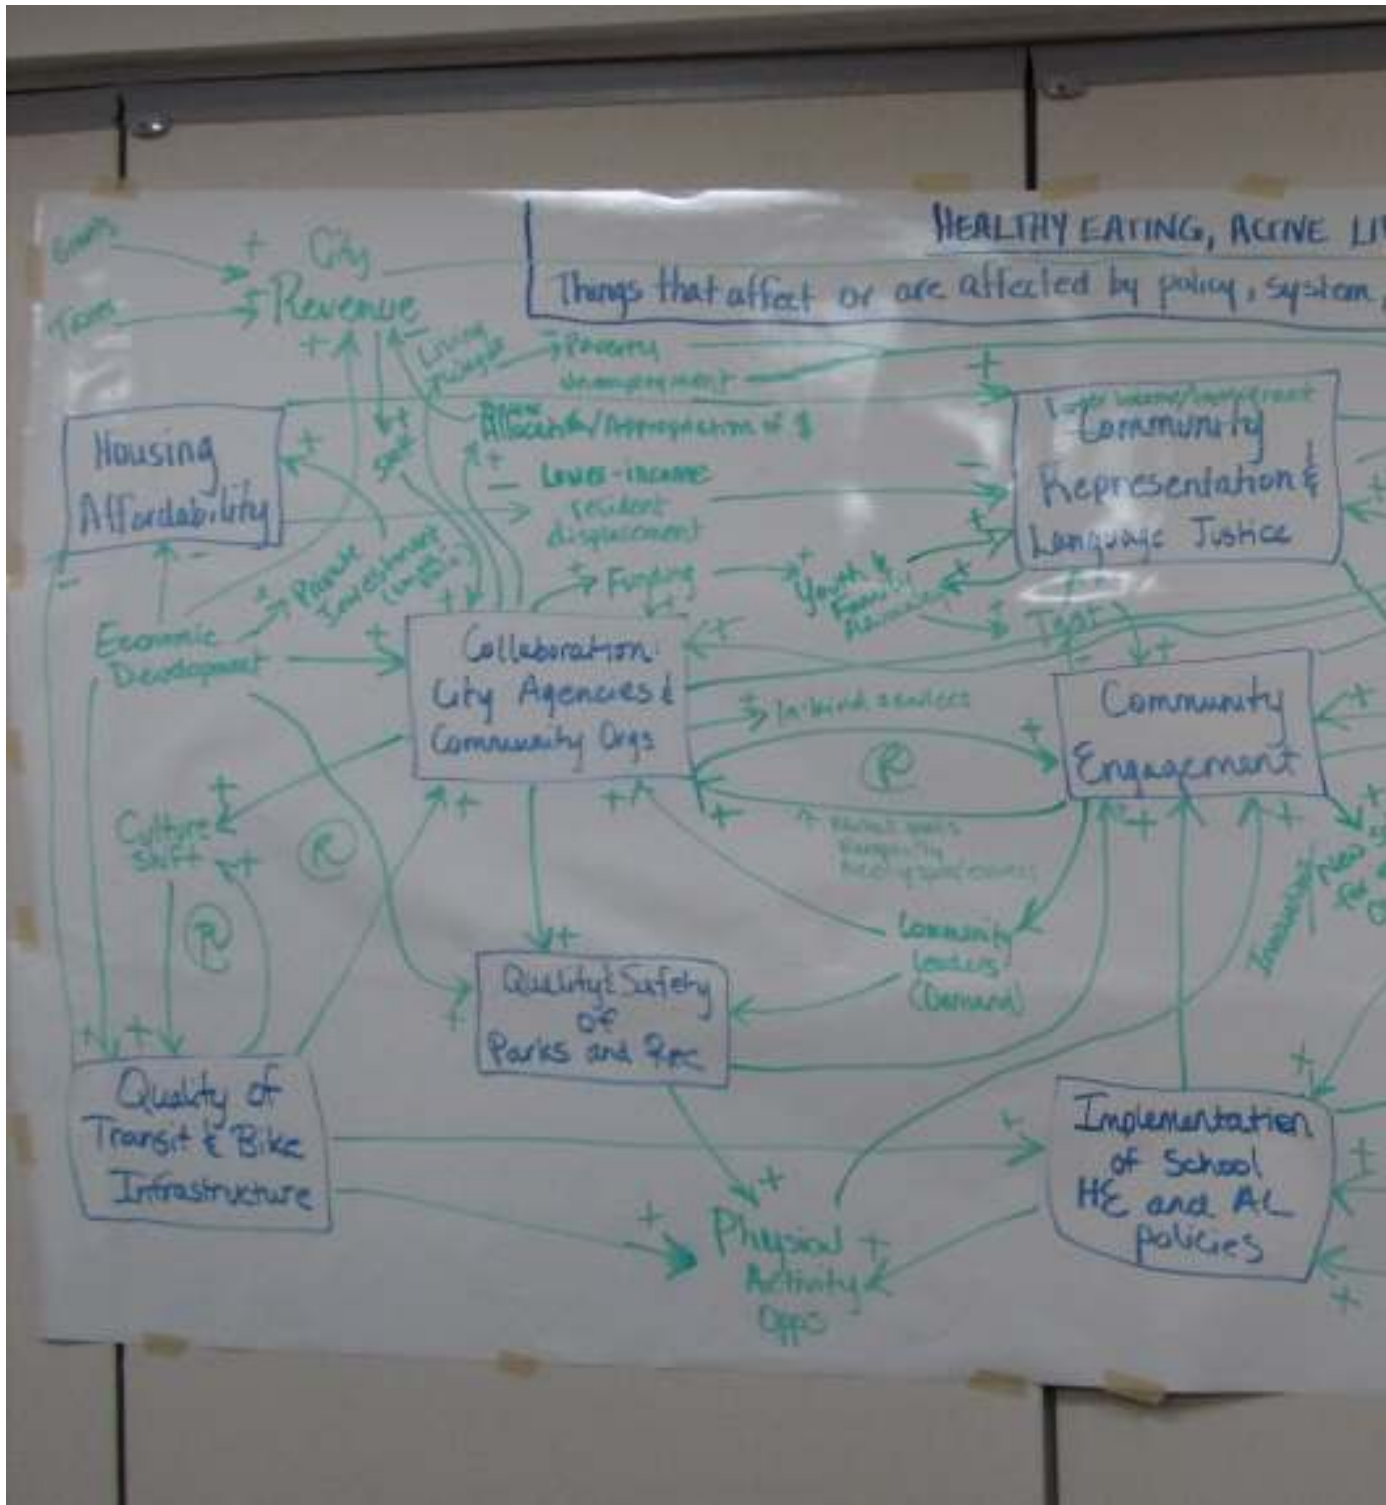 HEALTHY EATING, ACTIVE LI
Things that affect or are affected by policy, system,
Grants
Taxes
+ City
Revenue
+
-
Living
Poverty
unemployment
+
Housing
Affordability
+
-
-
Allocation/Appropriation of $
+
-
Lower-income
resident
displacement
Community
Representation &
Language Justice
-
+
+
+
Funding
+
Youth &
Private
Investment
Economic
Development
+
+
Collaboration:
City Agencies &
Community Orgs
+
In-kind services
R
+
Community
Engagement
+
+
Culture
Shift
+
R
R
+
+
+
+
Community
Leaders
(Demand)
+
+
New
+
Quality & Safety
of
Parks and Rec
+
+
+
Quality of
Transit & Bike
Infrastructure
+
+
Physical
Activity
Opps
+
+
Implementation
of School
HE and AL
policies
+
+
+